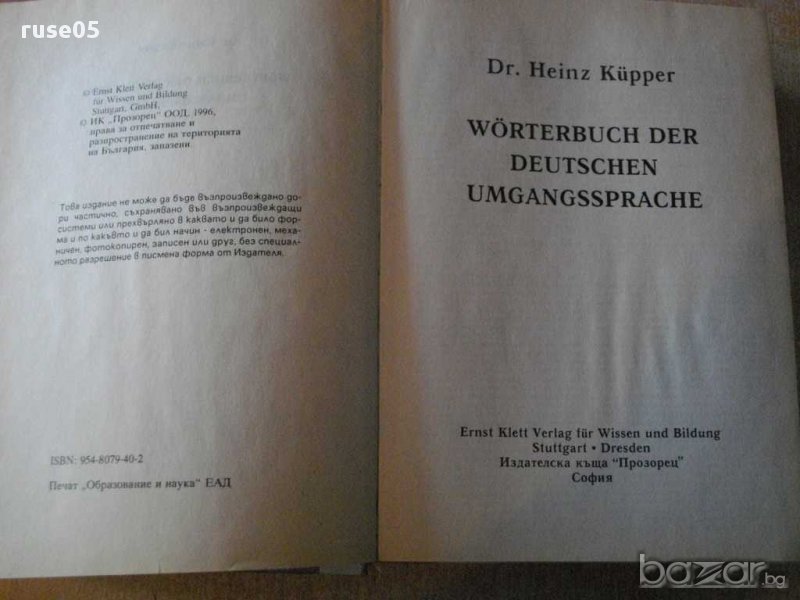 ruse05
© Ernst Klett Verlag
für Wissen und Bildung
Stuttgart, GmbH,
© ИК „Прозорец" ООД, 1996,
права за отпечатване и
разпространение на територията
на България, запазени.
Това издание не може да бъде възпроизвеждано до-
ри частично, съхранявано във възпроизвеждащи
системи или прехвърляно в каквато и да било фор-
ма и по какъвто и да бил начин - електронен, меха-
ничен, фотокопирен, записен или друг, без специал-
ното разрешение в писмена форма от Издателя.
ISBN: 954-8079-40-2
Печат „Образование и наука" ЕАД
Dr. Heinz Küpper
WÖRTERBUCH DER
DEUTSCHEN
UMGANGSSPRACHE
Ernst Klett Verlag für Wissen und Bildung
Stuttgart • Dresden
Издателска къща "Прозорец"
София
bazar.bg